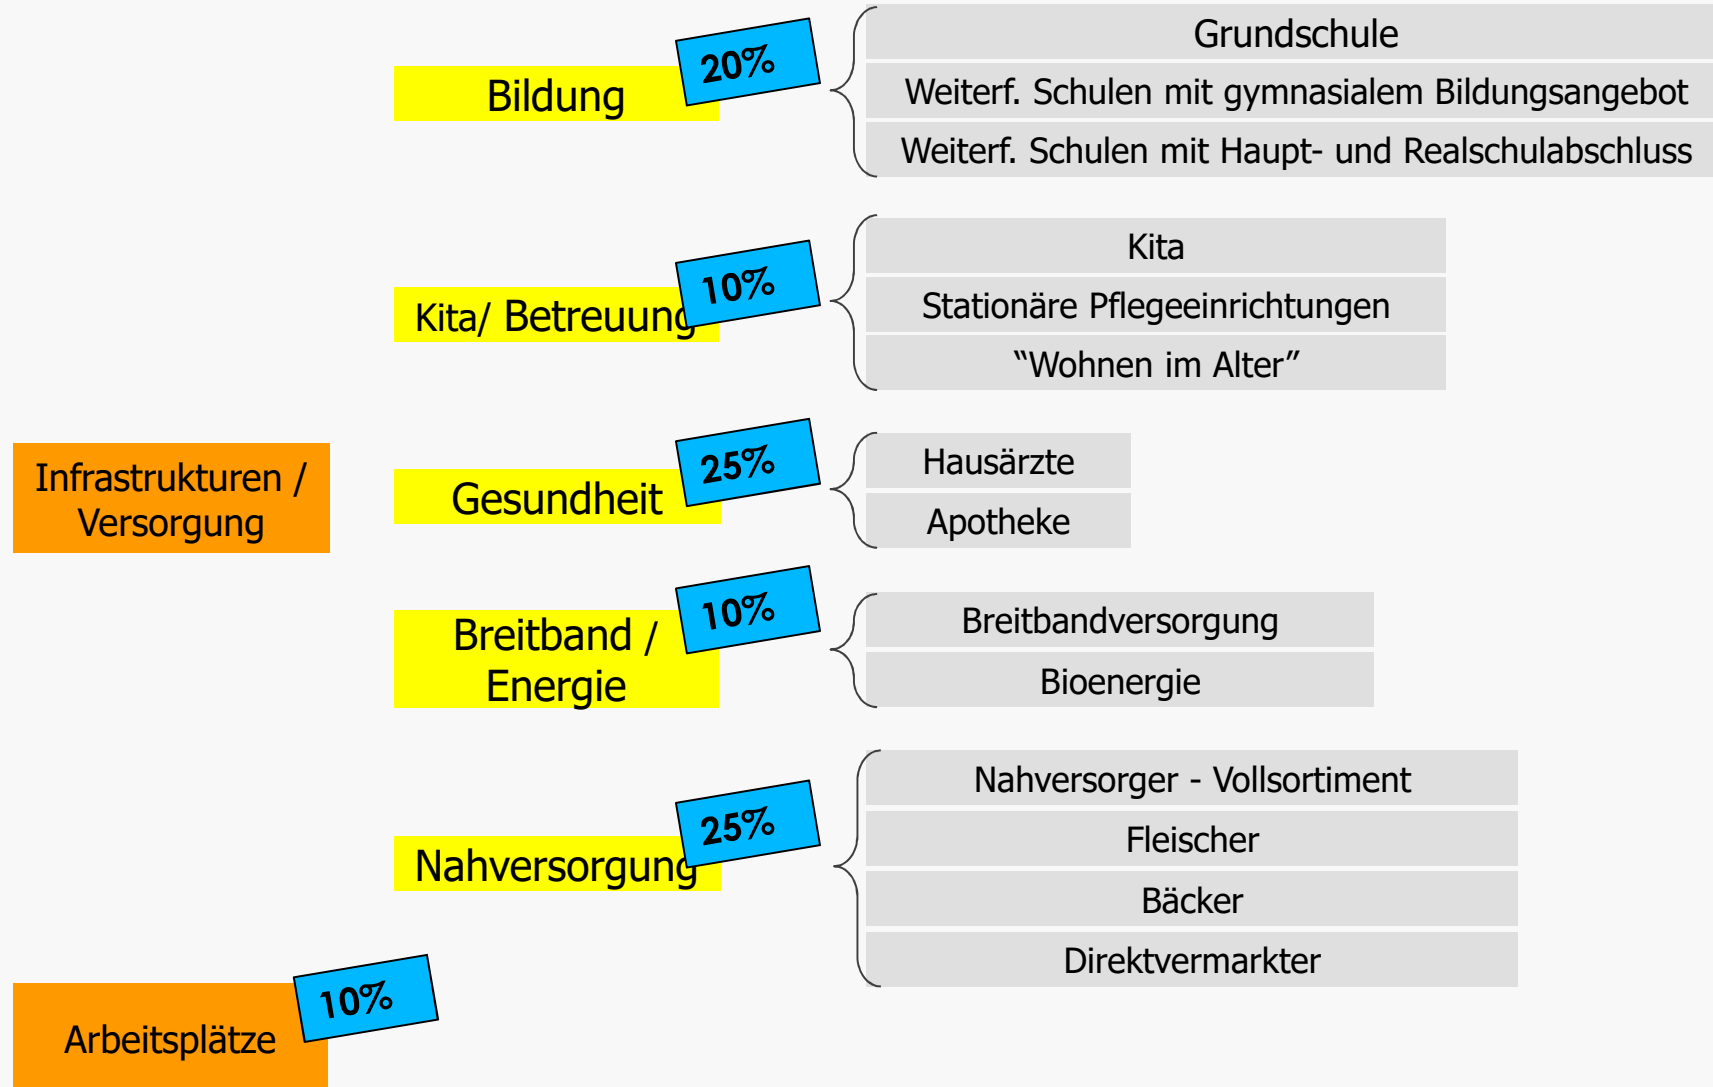 20%
Bildung
Grundschule
Weiterf. Schulen mit gymnasialem Bildungsangebot
Weiterf. Schulen mit Haupt- und Realschulabschluss
10%
Kita/ Betreuung
Kita
Stationäre Pflegeeinrichtungen
“Wohnen im Alter”
Infrastrukturen /
Versorgung
25%
Gesundheit
Hausärzte
Apotheke
10%
Breitband /
Energie
Breitbandversorgung
Bioenergie
25%
Nahversorgung
Nahversorger - Vollsortiment
Fleischer
Bäcker
Direktvermarkter
10%
Arbeitsplätze